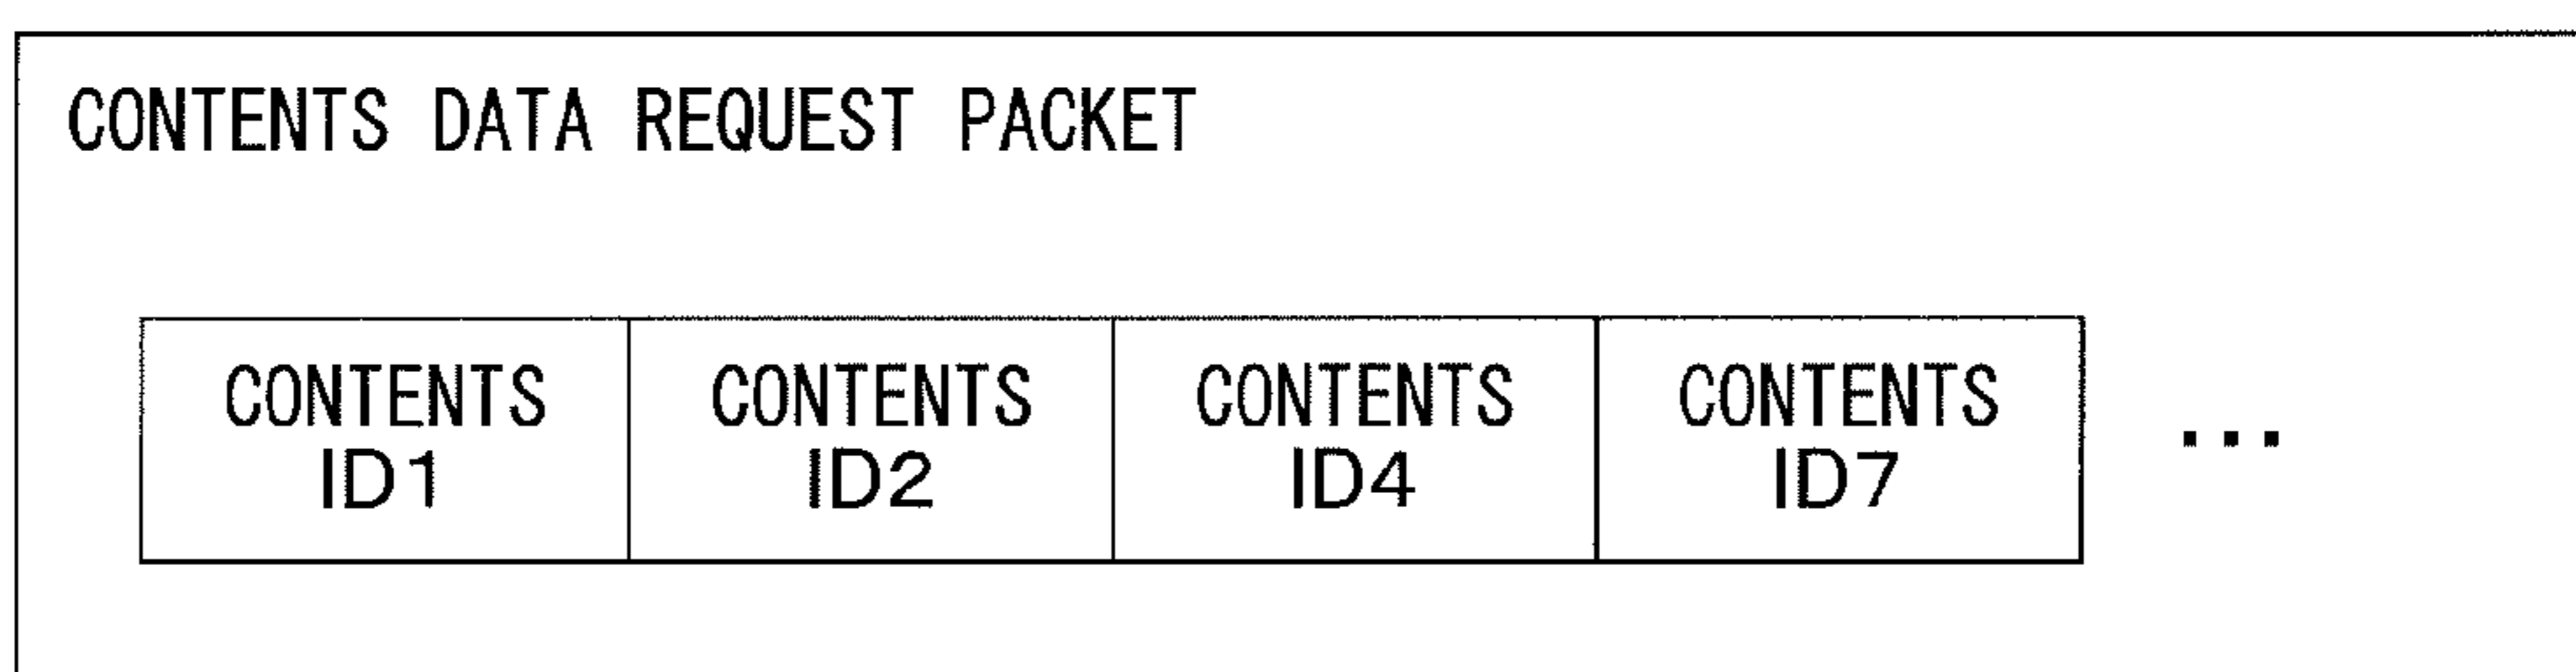 CONTENTS DATA REQUEST PACKET
CONTENTS
ID1
CONTENTS
ID2
CONTENTS
ID4
CONTENTS
ID7
...